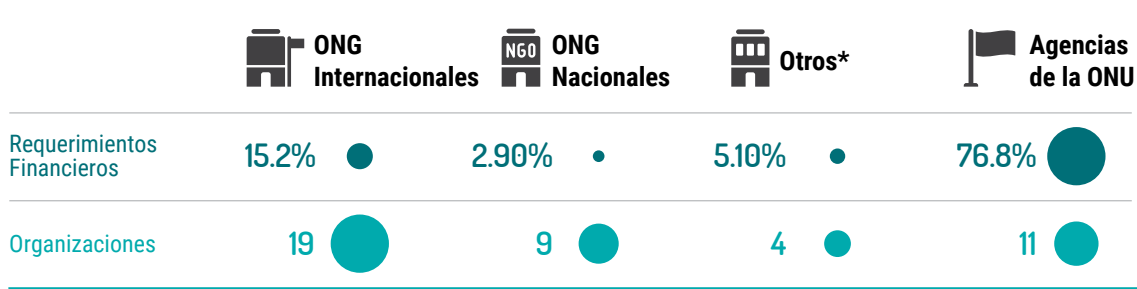 ONG
Internacionales
NGO
ONG
Nacionales
Otros*
Agencias
de la ONU
Requerimientos
Financieros
15.2%
2.90%
5.10%
76.8%
Organizaciones
19
9
4
11